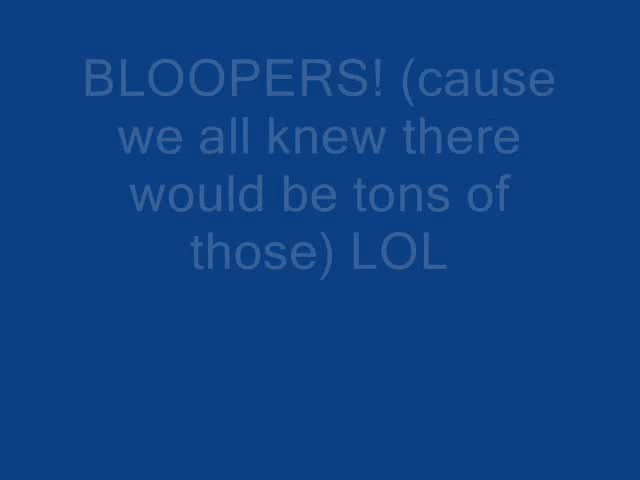 BLOOPERS! (cause
we all knew there
would be tons of
those) LOL